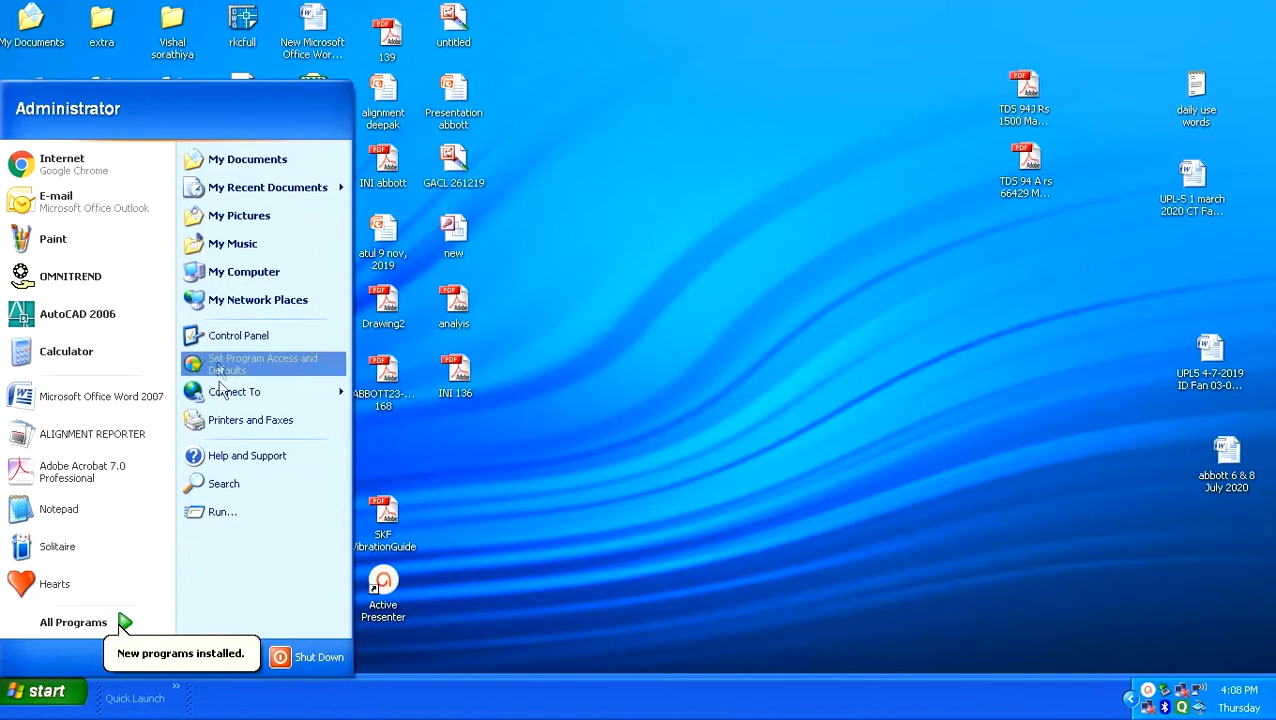 My Documents
extra
Vishal
sorathiya
rkcfull
New Microsoft
Office Wor...
139
untitled
Administrator
Internet
Google Chrome
E-mail
Microsoft Office Outlook
Paint
OMNITREND
AutoCAD 2006
Calculator
Microsoft Office Word 2007
ALIGNMENT REPORTER
Adobe Acrobat 7.0
Professional
Notepad
Solitaire
Hearts
All Programs
New programs installed.
My Documents
My Recent Documents
My Pictures
My Music
My Computer
My Network Places
Control Panel
Set Program Access and
Defaults
Connect To
Printers and Faxes
Help and Support
Search
Run...
Shut Down
alignment
deepak
Presentation
abbott
INI abbott
GACL 261219
atul 9 nov,
2019
new
Drawing2
analyis
ABBOTT23-...
168
INI 136
SKF
VibrationGuide
Active
Presenter
TDS 94J Rs
1500 Ma...
TDS 94 A rs
66429 M...
daily use
words
UPL-5 1 march
2020 CT Fa...
UPL5 4-7-2019
ID Fan 03-0...
abbott 6 & 8
July 2020
start
Quick Launch
4:08 PM
Thursday